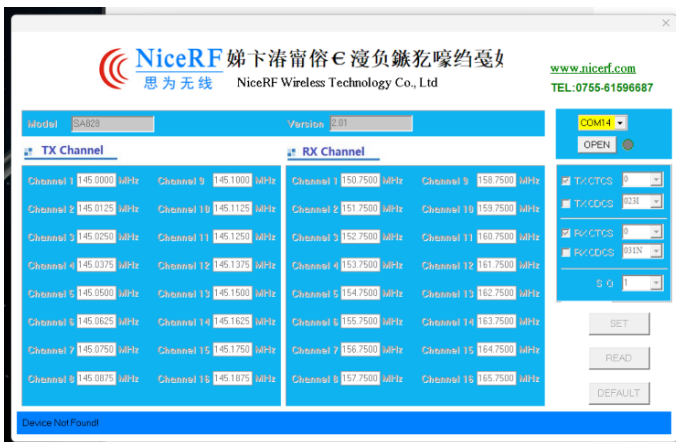 NiceRF
思为无线
NiceRF Wireless Technology Co., Ltd
www.nicerf.com
TEL:0755-61596687
Model SA828 Version 2.01
COM14
OPEN
TX Channel RX Channel
Channel 1 145.0000 MHz Channel 9 145.1000 MHz Channel 1 150.7500 MHz Channel 9 158.7500 MHz
Channel 2 145.0125 MHz Channel 10 145.1125 MHz Channel 2 151.7500 MHz Channel 10 159.7500 MHz
Channel 3 145.0250 MHz Channel 11 145.1250 MHz Channel 3 152.7500 MHz Channel 11 160.7500 MHz
Channel 4 145.0375 MHz Channel 12 145.1375 MHz Channel 4 153.7500 MHz Channel 12 161.7500 MHz
Channel 5 145.0500 MHz Channel 13 145.1500 MHz Channel 5 154.7500 MHz Channel 13 162.7500 MHz
Channel 6 145.0625 MHz Channel 14 145.1625 MHz Channel 6 155.7500 MHz Channel 14 163.7500 MHz
Channel 7 145.0750 MHz Channel 15 145.1750 MHz Channel 7 156.7500 MHz Channel 15 164.7500 MHz
Channel 8 145.0875 MHz Channel 16 145.1875 MHz Channel 8 157.7500 MHz Channel 16 165.7500 MHz
TXCTCS 0
TXCDCS 023I
RXCTCS 0
RXCDCS 031N
S Q 1
SET
READ
DEFAULT
Device Not Found!